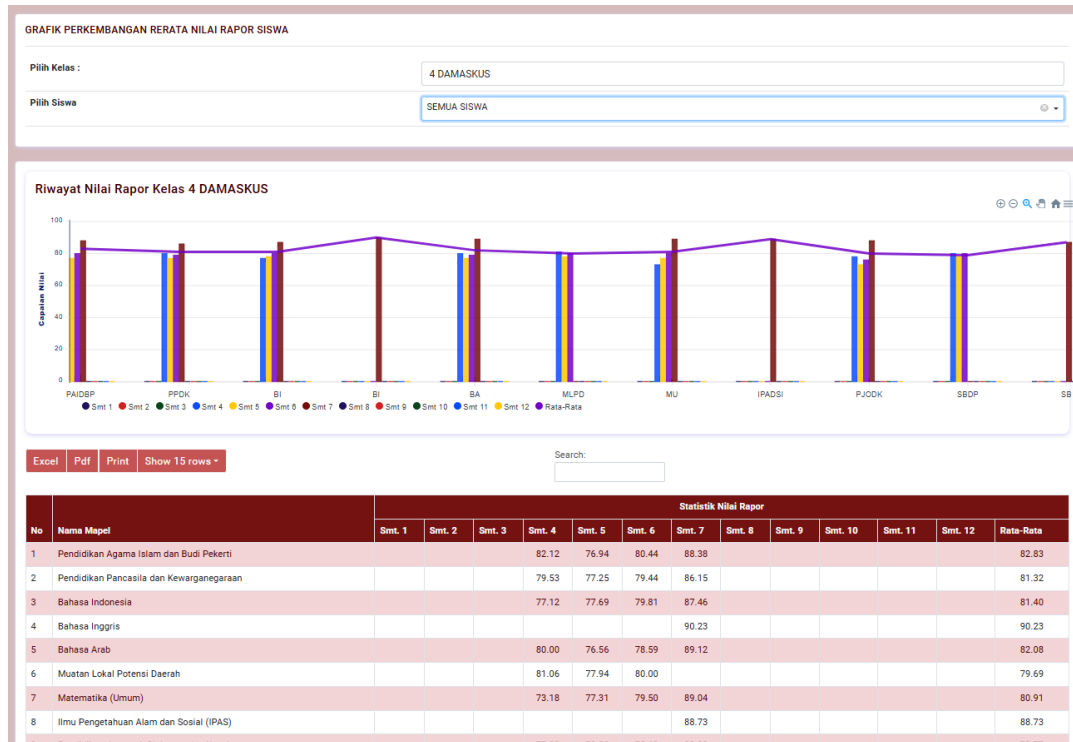 GRAFIK PERKEMBANGAN RERATA NILAI RAPOR SISWA
Pilih Kelas :
4 DAMASKUS
Pilih Siswa
SEMUA SISWA
Riwayat Nilai Rapor Kelas 4 DAMASKUS
100
80
60
40
20
0
Capaian Nilai
PAIDBP PPDK BI BI BA MLPD MU IPADSI PJODK SBDP SB
Smt 1 Smt 2 Smt 3 Smt 4 Smt 5 Smt 6 Smt 7 Smt 8 Smt 9 Smt 10 Smt 11 Smt 12 Rata-Rata
Excel Pdf Print Show 15 rows
Search:
Statistik Nilai Rapor
No Nama Mapel Smt. 1 Smt. 2 Smt. 3 Smt. 4 Smt. 5 Smt. 6 Smt. 7 Smt. 8 Smt. 9 Smt. 10 Smt. 11 Smt. 12 Rata-Rata
1 Pendidikan Agama Islam dan Budi Pekerti 82.12 76.94 80.44 88.38 82.83
2 Pendidikan Pancasila dan Kewarganegaraan 79.53 77.25 79.44 86.15 81.32
3 Bahasa Indonesia 77.12 77.69 79.81 87.46 81.40
4 Bahasa Inggris 90.23 90.23
5 Bahasa Arab 80.00 76.56 78.59 89.12 82.08
6 Muatan Lokal Potensi Daerah 81.06 77.94 80.00 79.69
7 Matematika (Umum) 73.18 77.31 79.50 89.04 80.91
8 Ilmu Pengetahuan Alam dan Sosial (IPAS) 88.73 88.73